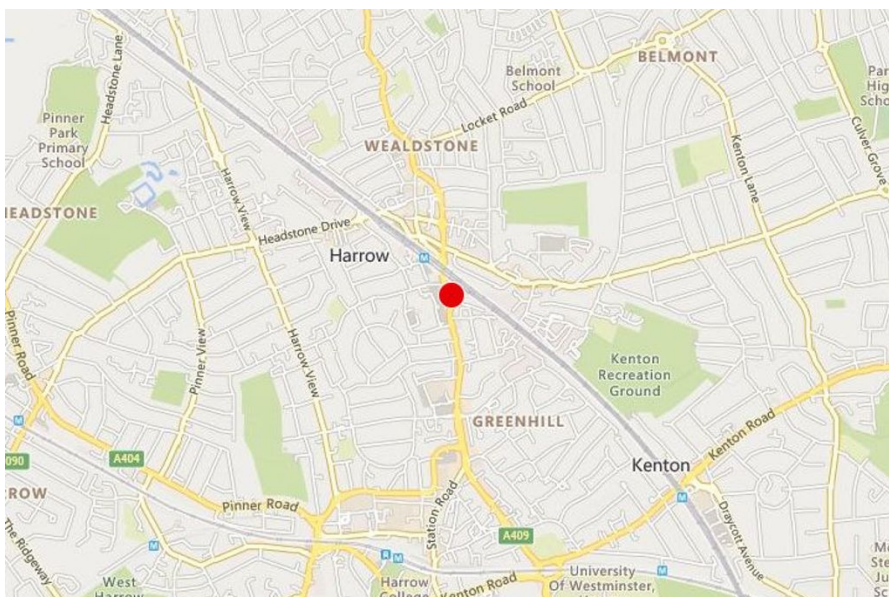 Headstone Lane
BELMONT
Belmont
School
Locket Road
Culver Grove
Pinner
Park
Primary
School
WEALDSTONE
Kenton Lane
Harrow View
HEADSTONE
Headstone Drive
Harrow
M
Pinner Road
Pinner View
Harrow View
Kenton
Recreation
Ground
GREENHILL
Kenton Road
Kenton
M
A404
Pinner Road
Station Road
A409
Draycott Avenue
The Ridgeway
M
R
M
M
M
West
Harrow
Harrow
College
Kenton Road
University
Of Westminster,